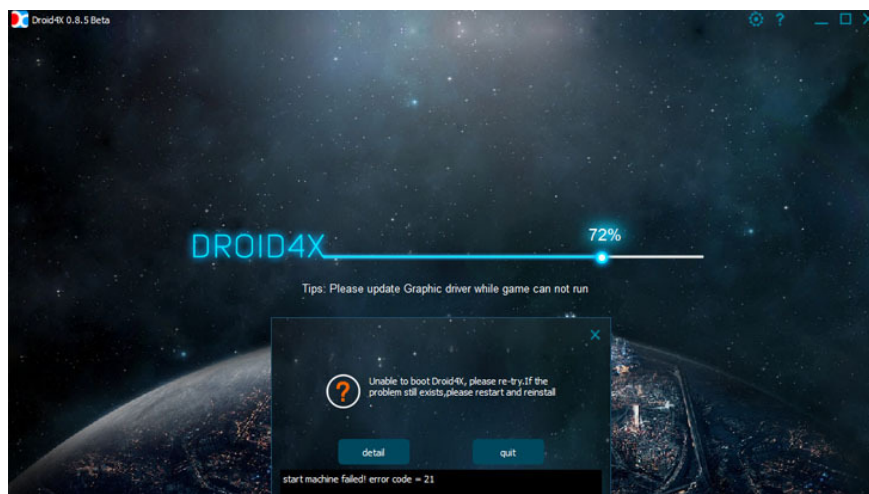 Droid4X 0.8.5 Beta
72%
DROID4X
Tips: Please update Graphic driver while game can not run
Unable to boot Droid4X, please re-try.If the
problem still exists,please restart and reinstall
detail quit
start machine failed! error code = 21